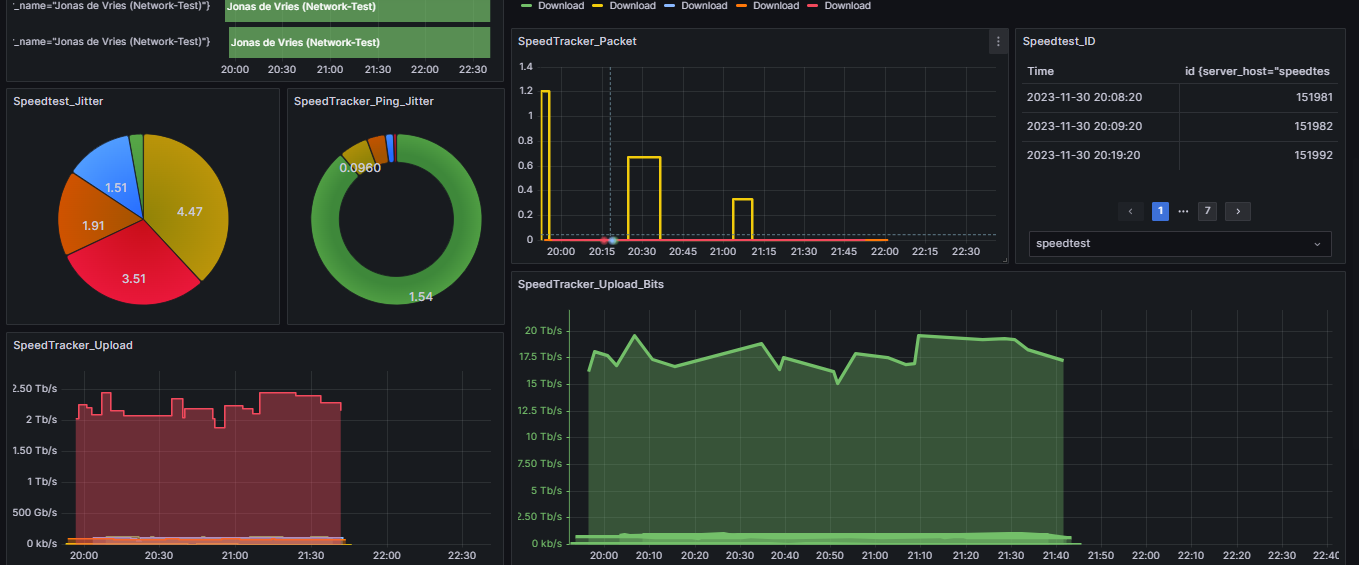 '_name="Jonas de Vries (Network-Test)"} Jonas de Vries (Network-Test)
'_name="Jonas de Vries (Network-Test)"} Jonas de Vries (Network-Test)
20:00 20:30 21:00 21:30 22:00 22:30
Download Download Download Download Download
SpeedTracker_Packet
1.4
1.2
1
0.8
0.6
0.4
0.2
0
20:00 20:15 20:30 20:45 21:00 21:15 21:30 21:45 22:00 22:15 22:30
Speedtest_ID
Time id {server_host="speedtes
2023-11-30 20:08:20 151981
2023-11-30 20:09:20 151982
2023-11-30 20:19:20 151992
‹ 1 ... 7 ›
speedtest
Speedtest_Jitter
1.51
4.47
1.91
3.51
SpeedTracker_Ping_Jitter
0.0960
1.54
SpeedTracker_Upload
2.50 Tb/s
2 Tb/s
1.50 Tb/s
1 Tb/s
500 Gb/s
0 kb/s
20:00 20:30 21:00 21:30 22:00 22:30
SpeedTracker_Upload_Bits
20 Tb/s
17.5 Tb/s
15 Tb/s
12.5 Tb/s
10 Tb/s
7.50 Tb/s
5 Tb/s
2.50 Tb/s
0 kb/s
20:00 20:10 20:20 20:30 20:40 20:50 21:00 21:10 21:20 21:30 21:40 21:50 22:00 22:10 22:20 22:30 22:40